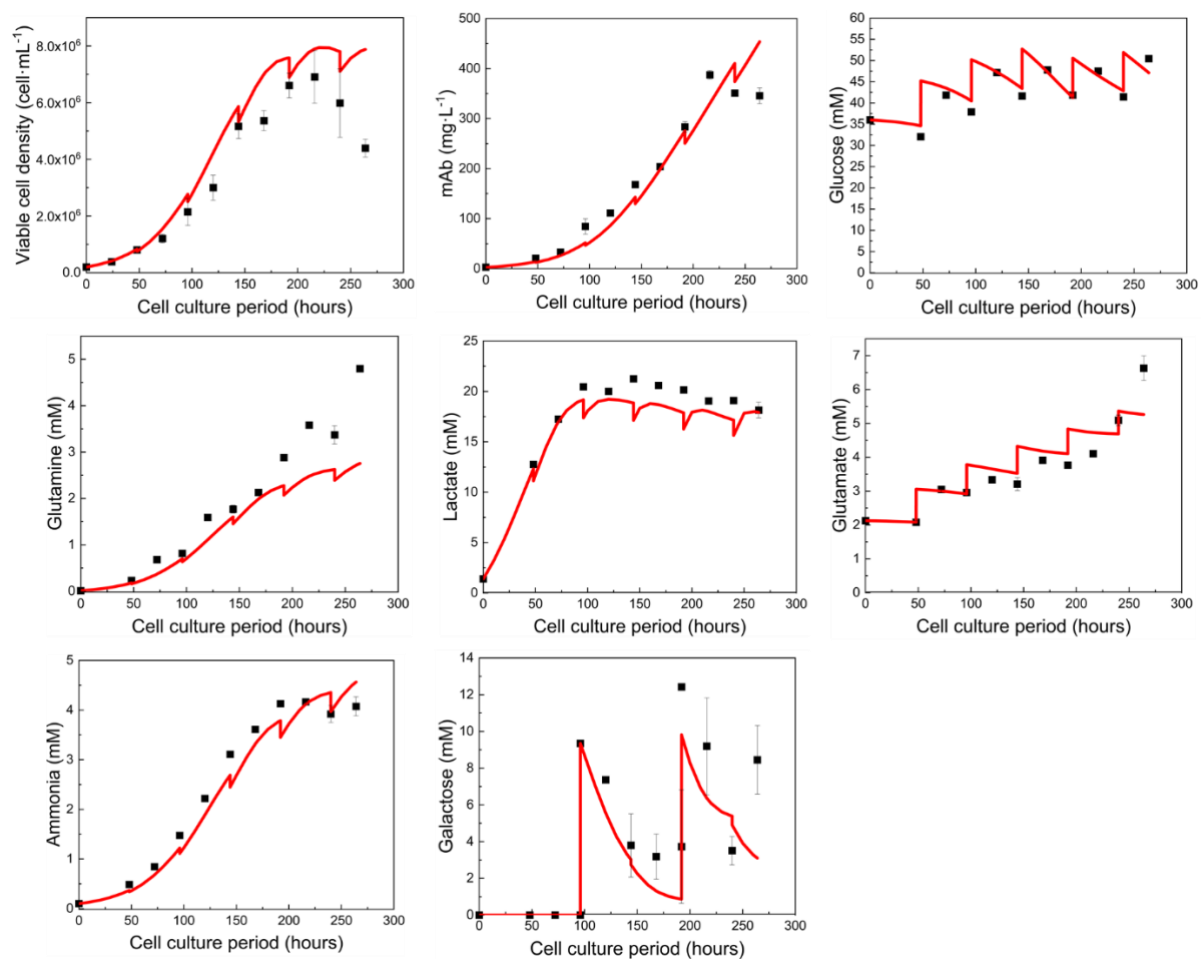 Viable cell density (cell·mL⁻¹)
8.0x10⁶
6.0x10⁶
4.0x10⁶
2.0x10⁶
0.0
0 50 100 150 200 250 300
Cell culture period (hours)
mAb (mg·L⁻¹)
500
400
300
200
100
0
0 50 100 150 200 250 300
Cell culture period (hours)
Glucose (mM)
60
55
50
45
40
35
30
25
20
15
10
5
0
0 50 100 150 200 250 300
Cell culture period (hours)
Glutamine (mM)
5
4
3
2
1
0
0 50 100 150 200 250 300
Cell culture period (hours)
Lactate (mM)
25
20
15
10
5
0
0 50 100 150 200 250 300
Cell culture period (hours)
Glutamate (mM)
7
6
5
4
3
2
1
0
0 50 100 150 200 250 300
Cell culture period (hours)
Ammonia (mM)
5
4
3
2
1
0
0 50 100 150 200 250 300
Cell culture period (hours)
Galactose (mM)
14
12
10
8
6
4
2
0
0 50 100 150 200 250 300
Cell culture period (hours)